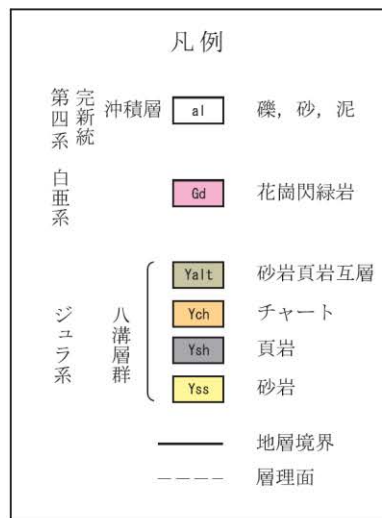 凡例
第四系 完新統 沖積層 al 礫，砂，泥
白亜系 Gd 花崗閃緑岩
ジュラ系 八溝層群
Yalt 砂岩頁岩互層
Ych チャート
Ysh 頁岩
Yss 砂岩
地層境界
層理面